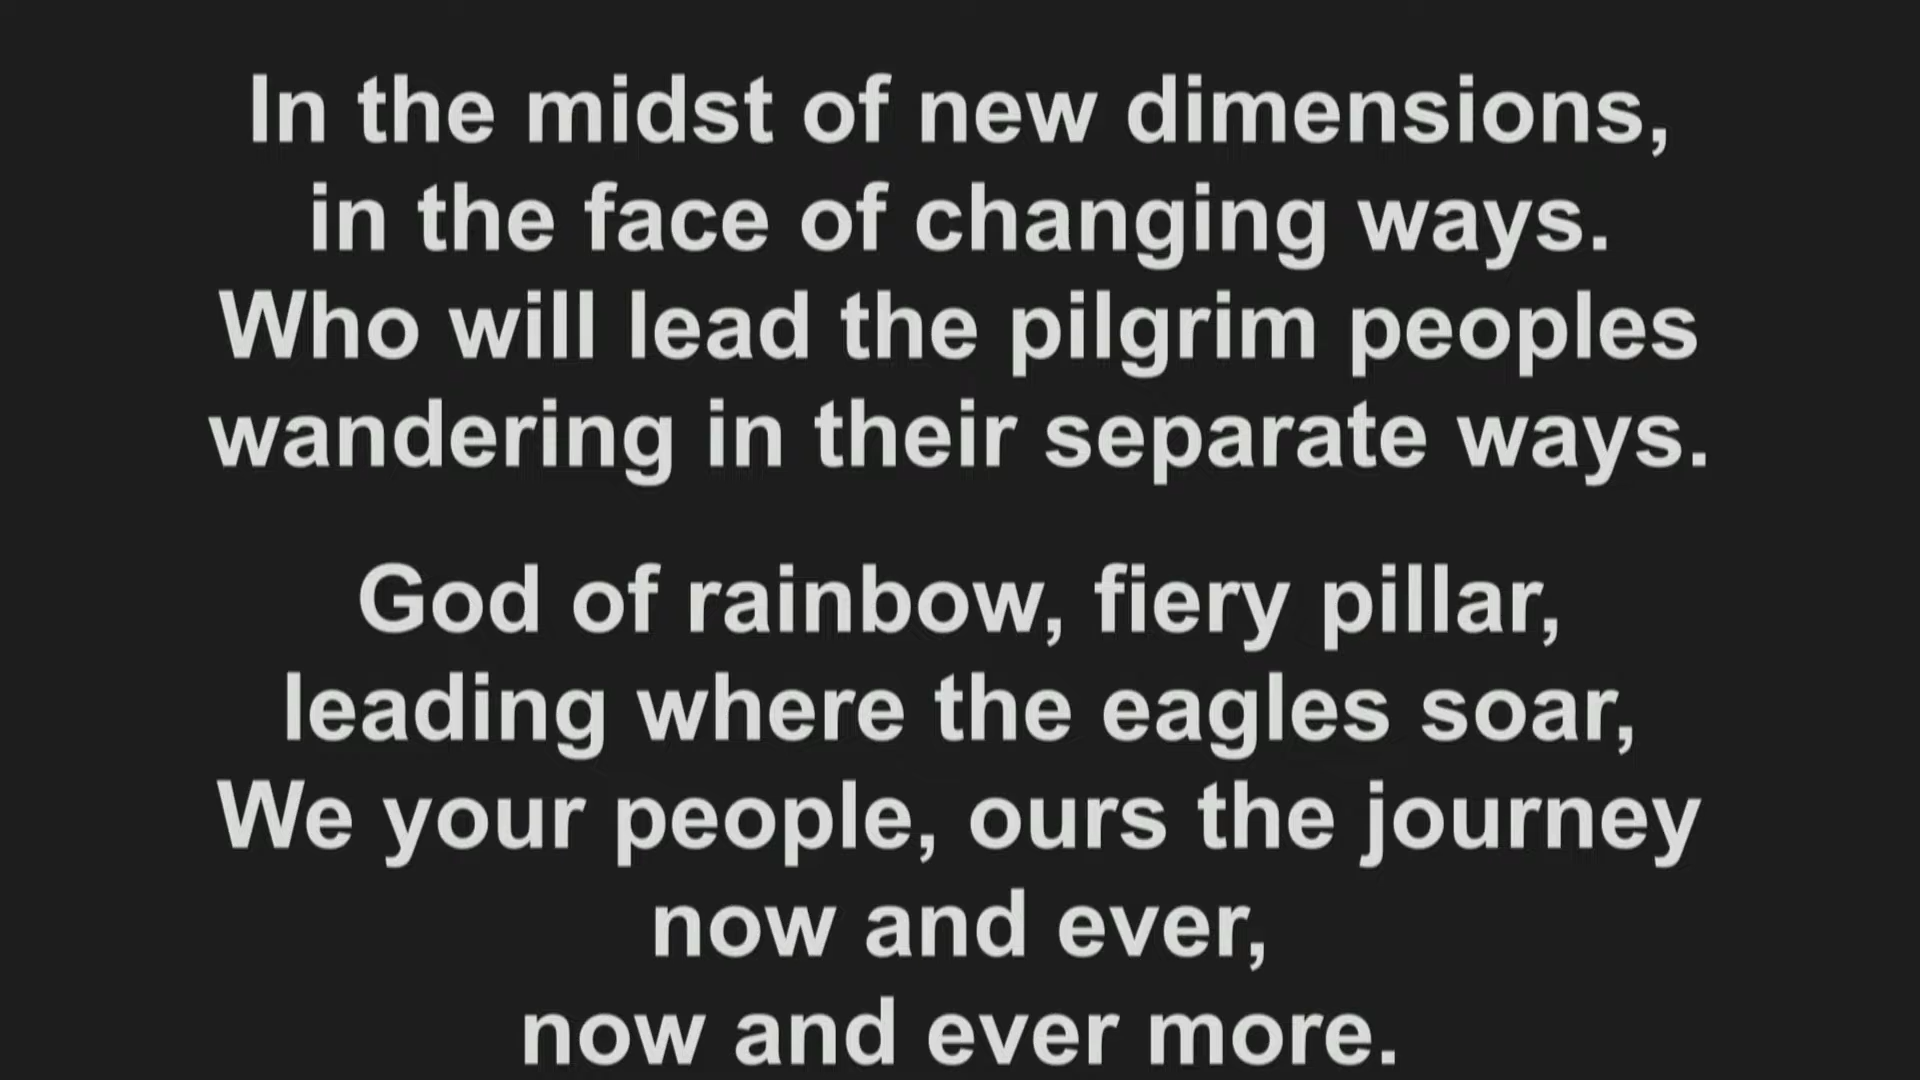 In the midst of new dimensions,
in the face of changing ways.
Who will lead the pilgrim peoples
wandering in their separate ways.
God of rainbow, fiery pillar,
leading where the eagles soar,
We your people, ours the journey
now and ever,
now and ever more.